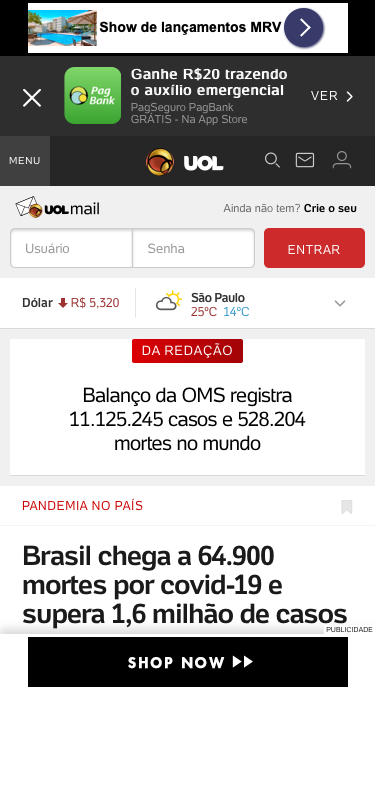 Show de lançamentos MRV
Ganhe R$20 trazendo
o auxílio emergencial
PagSeguro PagBank
GRÁTIS - Na App Store
VER
Pag
Bank
MENU
UOL
UOL mail
Ainda não tem? Crie o seu
Usuário
Senha
ENTRAR
Dólar R$ 5,320
São Paulo
25ºC 14ºC
DA REDAÇÃO
Balanço da OMS registra
11.125.245 casos e 528.204
mortes no mundo
PANDEMIA NO PAÍS
Brasil chega a 64.900
mortes por covid-19 e
supera 1,6 milhão de casos
PUBLICIDADE
SHOP NOW